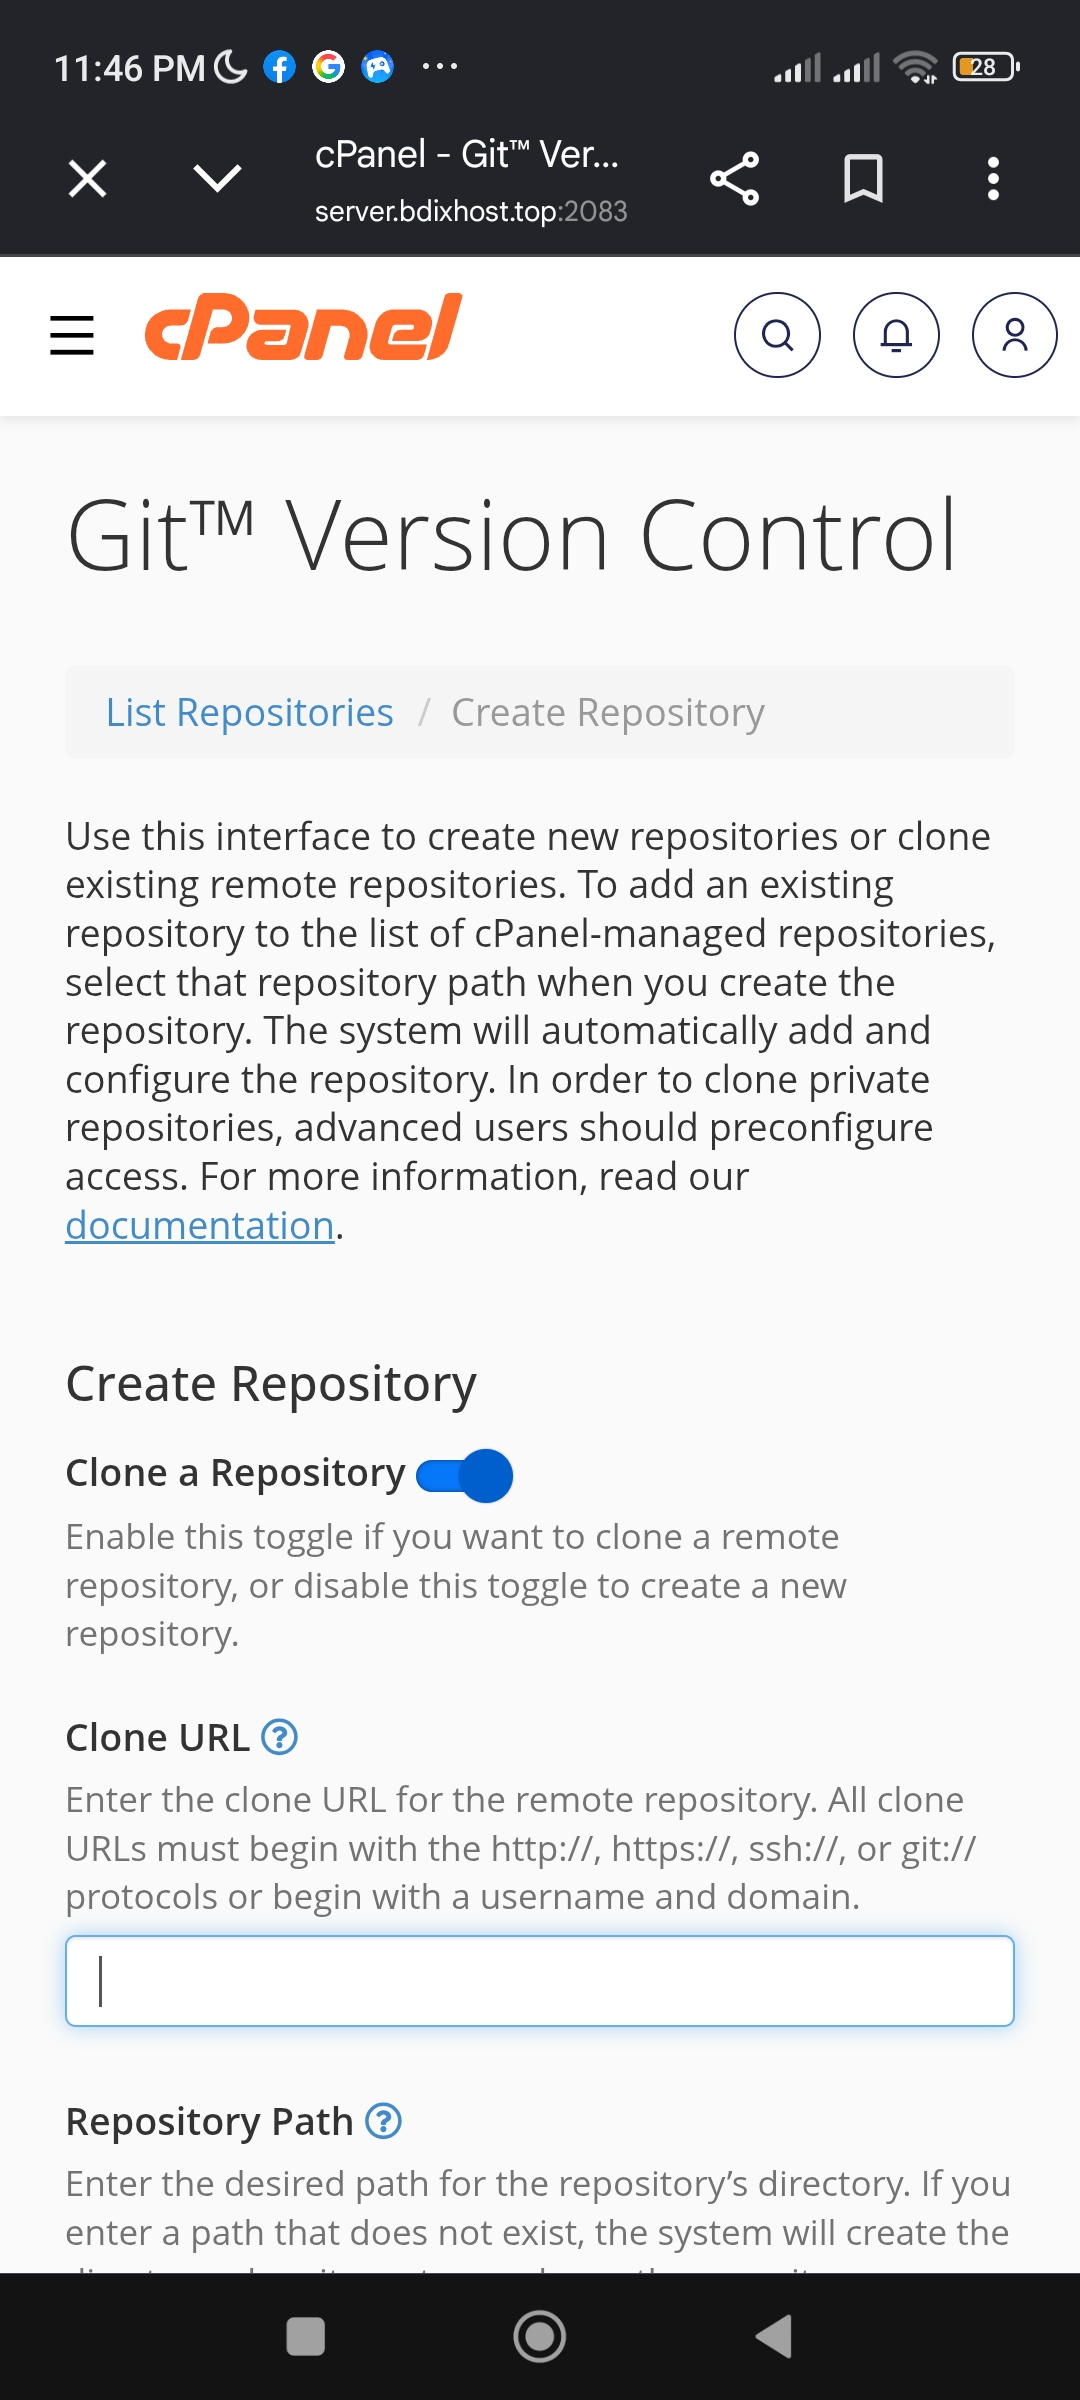 11:46 PM
28
cPanel - Git™ Ver...
server.bdixhost.top:2083
cPanel
Git™ Version Control
List Repositories / Create Repository
Use this interface to create new repositories or clone
existing remote repositories. To add an existing
repository to the list of cPanel-managed repositories,
select that repository path when you create the
repository. The system will automatically add and
configure the repository. In order to clone private
repositories, advanced users should preconfigure
access. For more information, read our
documentation.
Create Repository
Clone a Repository
Enable this toggle if you want to clone a remote
repository, or disable this toggle to create a new
repository.
Clone URL
Enter the clone URL for the remote repository. All clone
URLs must begin with the http://, https://, ssh://, or git://
protocols or begin with a username and domain.
Repository Path
Enter the desired path for the repository’s directory. If you
enter a path that does not exist, the system will create the